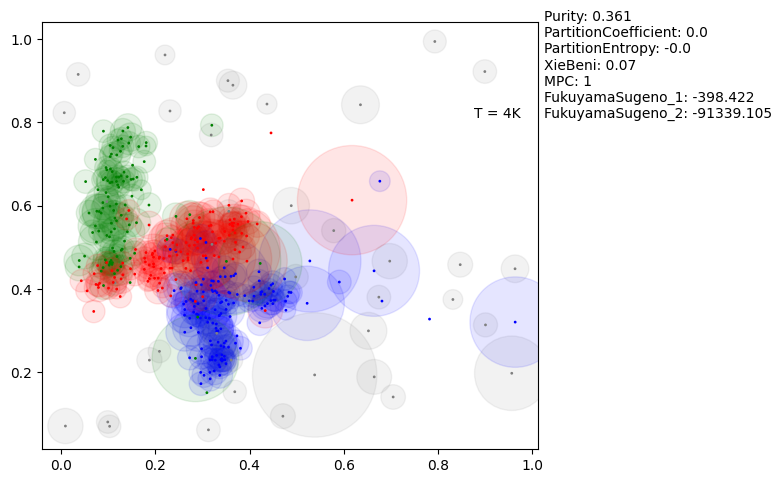 Purity: 0.361
PartitionCoefficient: 0.0
PartitionEntropy: -0.0
XieBeni: 0.07
MPC: 1
FukuyamaSugeno_1: -398.422
FukuyamaSugeno_2: -91339.105
T = 4K
1.0
0.8
0.6
0.4
0.2
0.0 0.2 0.4 0.6 0.8 1.0